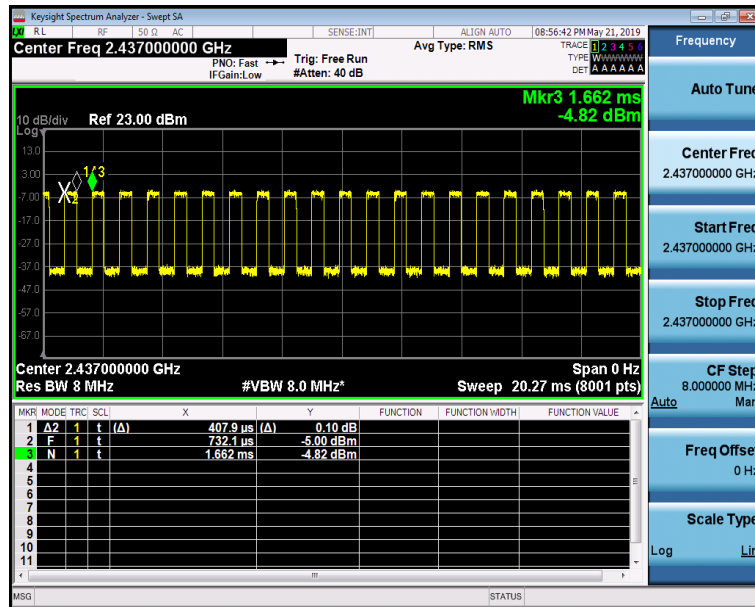 Keysight Spectrum Analyzer - Swept SA
LXI RL RF 50 Ω AC SENSE:INT ALIGN AUTO 08:56:42 PM May 21, 2019
Center Freq 2.437000000 GHz
PNO: Fast
IFGain:Low
Trig: Free Run
#Atten: 40 dB
Avg Type: RMS
TRACE 1 2 3 4 5 6
TYPE WWWWWW
DET A A A A A A
Mkr3 1.662 ms
-4.82 dBm
10 dB/div Ref 23.00 dBm
Log
13.0
3.00
-7.00
-17.0
-27.0
-37.0
-47.0
-57.0
-67.0
X2
1Δ3
Center 2.437000000 GHz Span 0 Hz
Res BW 8 MHz #VBW 8.0 MHz* Sweep 20.27 ms (8001 pts)
MKR MODE TRC SCL X Y FUNCTION FUNCTION WIDTH FUNCTION VALUE
1 Δ2 1 t (Δ) 407.9 µs (Δ) 0.10 dB
2 F 1 t 732.1 µs -5.00 dBm
3 N 1 t 1.662 ms -4.82 dBm
4
5
6
7
8
9
10
11
MSG STATUS
Frequency
Auto Tune
Center Freq
2.437000000 GHz
Start Freq
2.437000000 GHz
Stop Freq
2.437000000 GHz
CF Step
8.000000 MHz
Auto Man
Freq Offset
0 Hz
Scale Type
Log Lin